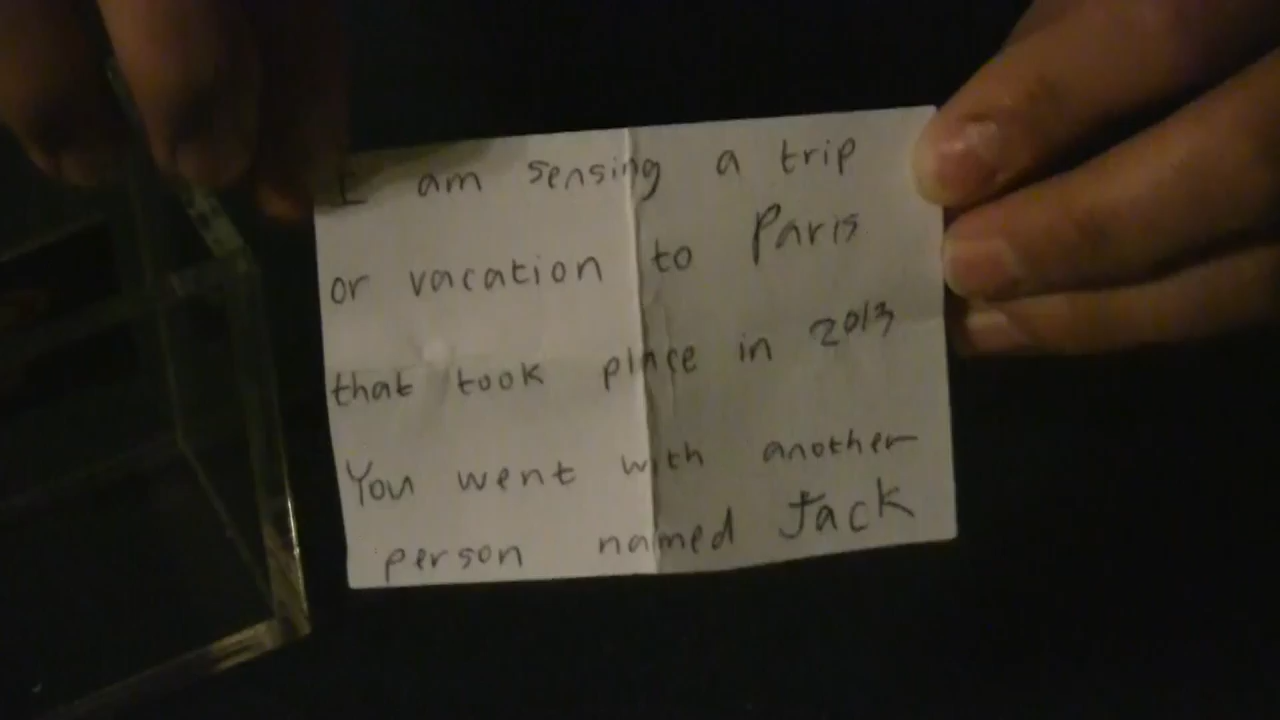 I am sensing a trip
or vacation to Paris
that took place in 2013
You went with another
person named Jack